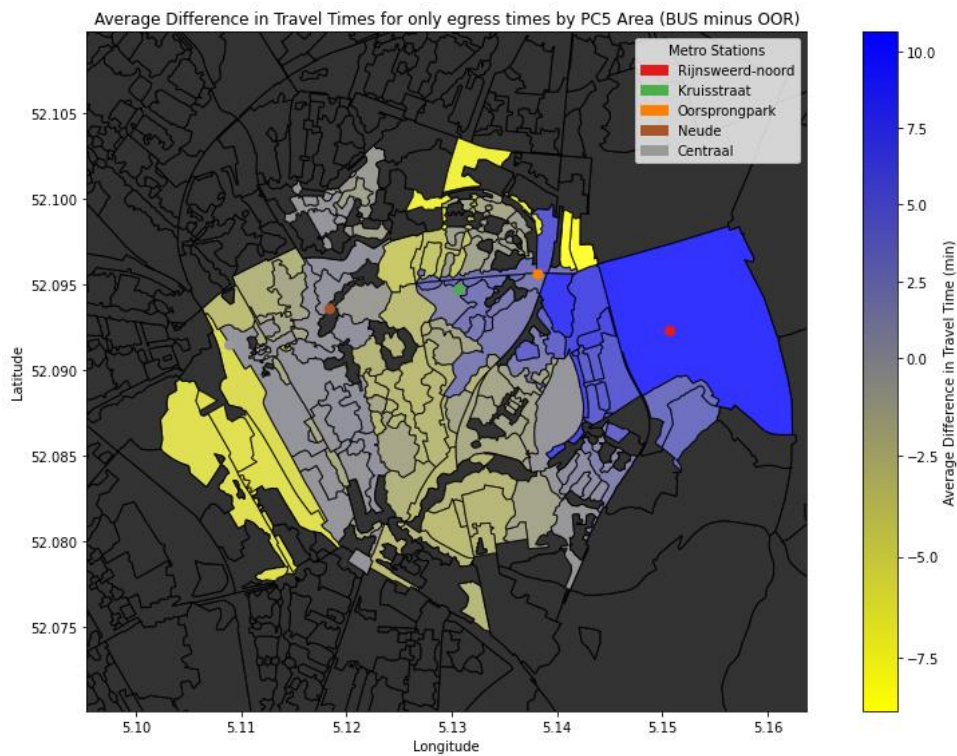 Average Difference in Travel Times for only egress times by PC5 Area (BUS minus OOR)
Metro Stations
Rijnsweerd-noord
Kruisstraat
Oorsprongpark
Neude
Centraal
52.105
52.100
52.095
52.090
52.085
52.080
52.075
Latitude
5.10
5.11
5.12
5.13
5.14
5.15
5.16
Longitude
10.0
7.5
5.0
2.5
0.0
−2.5
−5.0
−7.5
Average Difference in Travel Time (min)